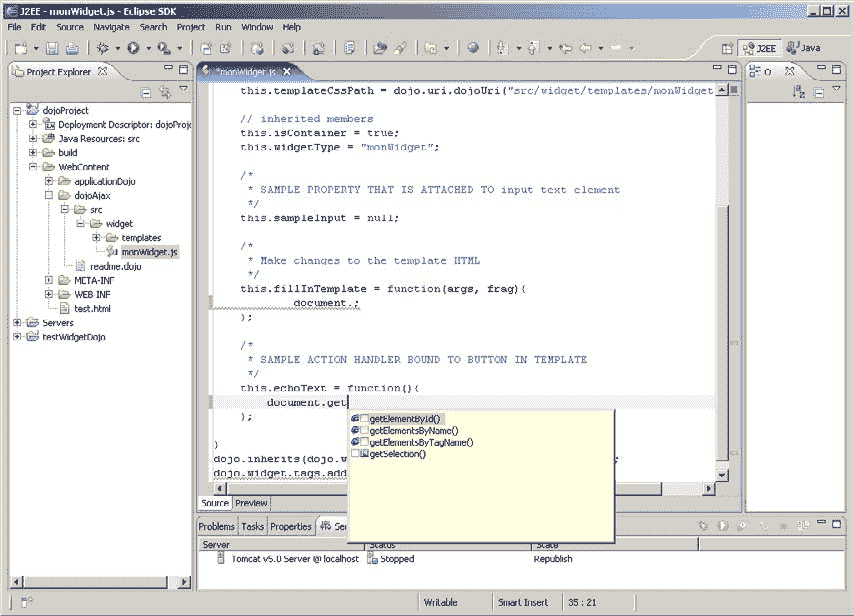 J2EE - monWidget.js - Eclipse SDK
File Edit Source Navigate Search Project Run Window Help
J2EE Java
Project Explorer
dojoProject
Deployment Descriptor: dojoProje
Java Resources: src
build
WebContent
applicationDojo
dojoAjax
src
widget
templates
monWidget.js
readme.dojo
META-INF
WEB-INF
test.html
Servers
testWidgetDojo
*monWidget.js
this.templateCssPath = dojo.uri.dojoUri("src/widget/templates/monWidget
// inherited members
this.isContainer = true;
this.widgetType = "monWidget";
/*
* SAMPLE PROPERTY THAT IS ATTACHED TO input text element
*/
this.sampleInput = null;
/*
* Make changes to the template HTML
*/
this.fillInTemplate = function(args, frag){
document.;
};
/*
* SAMPLE ACTION HANDLER BOUND TO BUTTON IN TEMPLATE
*/
this.echoText = function(){
document.get
};
}
dojo.inherits(dojo.w ;
dojo.widget.tags.add
getElementById()
getElementsByName()
getElementsByTagName()
getSelection()
Source Preview
O
Problems Tasks Properties Ser
Server Status State
Tomcat v5.0 Server @ localhost Stopped Republish
Writable Smart Insert 35 : 21